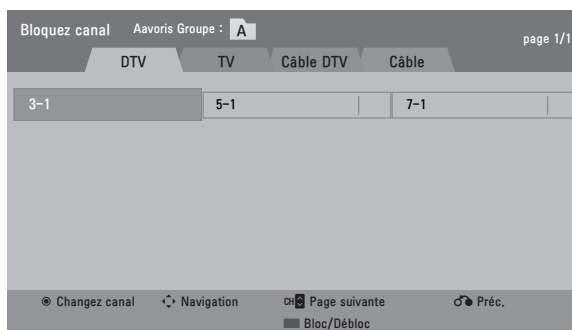 Bloquez canal Aavoris Groupe : A page 1/1
DTV TV Câble DTV Câble
3-1 5-1 7-1
Changez canal Navigation CH Page suivante Préc.
Bloc/Débloc